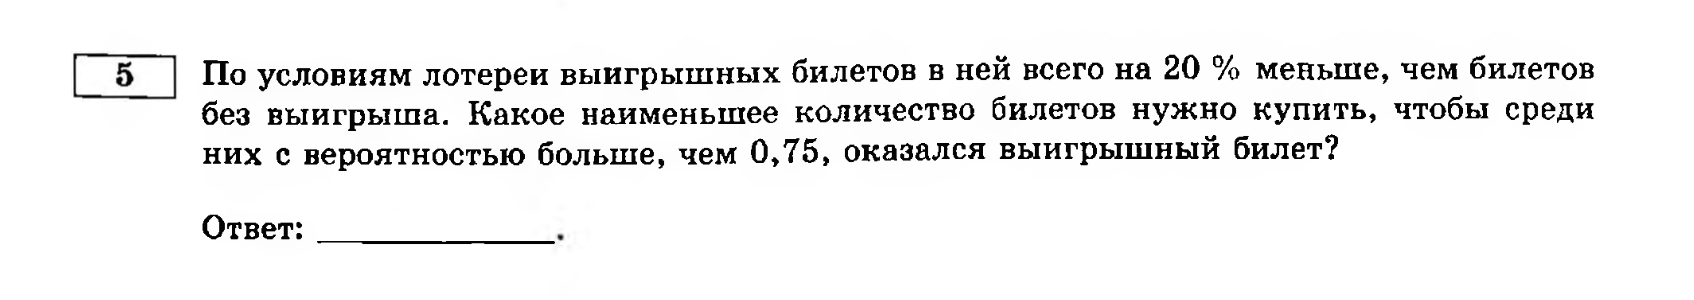 5
По условиям лотереи выигрышных билетов в ней всего на 20 % меньше, чем билетов
без выигрыша. Какое наименьшее количество билетов нужно купить, чтобы среди
них с вероятностью больше, чем 0,75, оказался выигрышный билет?
Ответ: ____________.